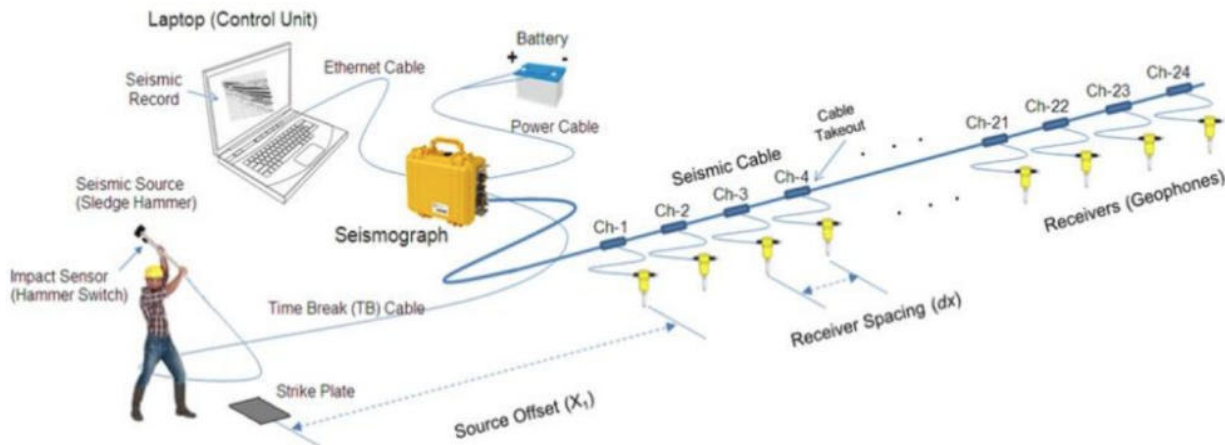 Laptop (Control Unit)
Seismic
Record
Ethernet Cable
Battery
+ -
Power Cable
Seismic Source
(Sledge Hammer)
Impact Sensor
(Hammer Switch)
Seismograph
Time Break (TB) Cable
Strike Plate
Source Offset (X₁)
Seismic Cable
Cable
Takeout
Ch-1
Ch-2
Ch-3
Ch-4
. . .
Ch-21
Ch-22
Ch-23
Ch-24
. . .
Receivers (Geophones)
Receiver Spacing (dx)